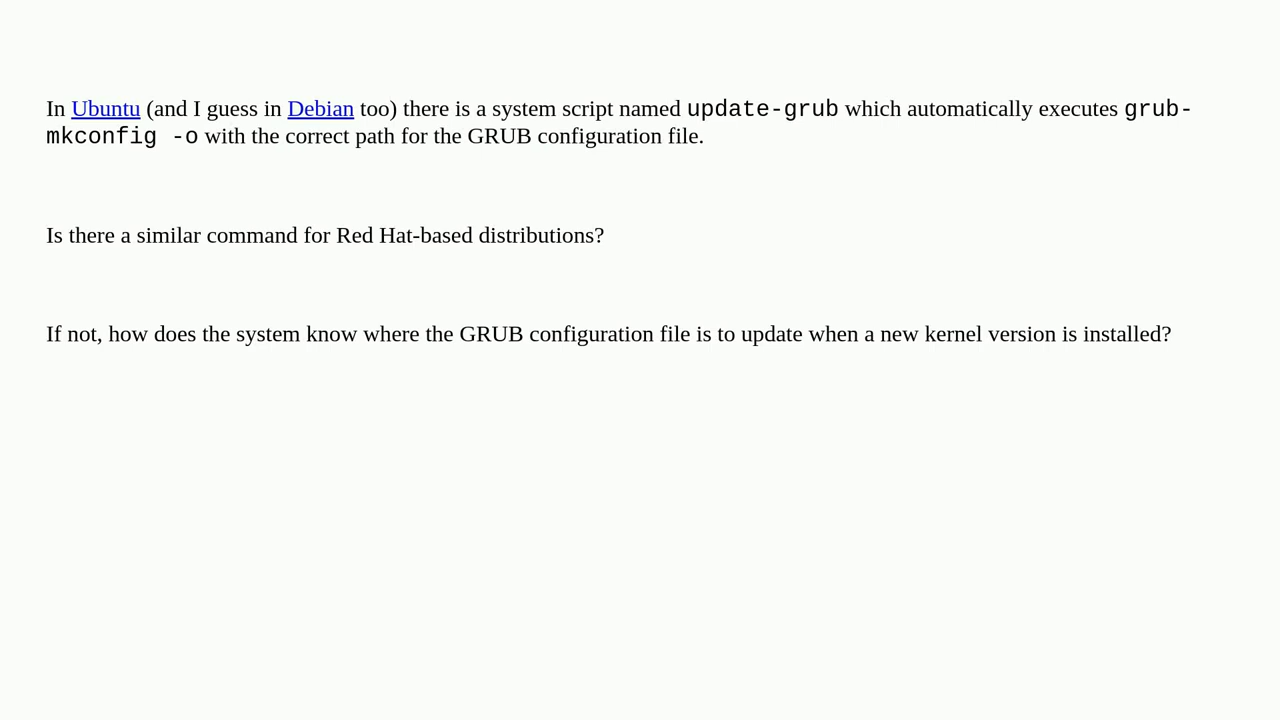 In Ubuntu (and I guess in Debian too) there is a system script named update-grub which automatically executes grub-
mkconfig -o with the correct path for the GRUB configuration file.
Is there a similar command for Red Hat-based distributions?
If not, how does the system know where the GRUB configuration file is to update when a new kernel version is installed?